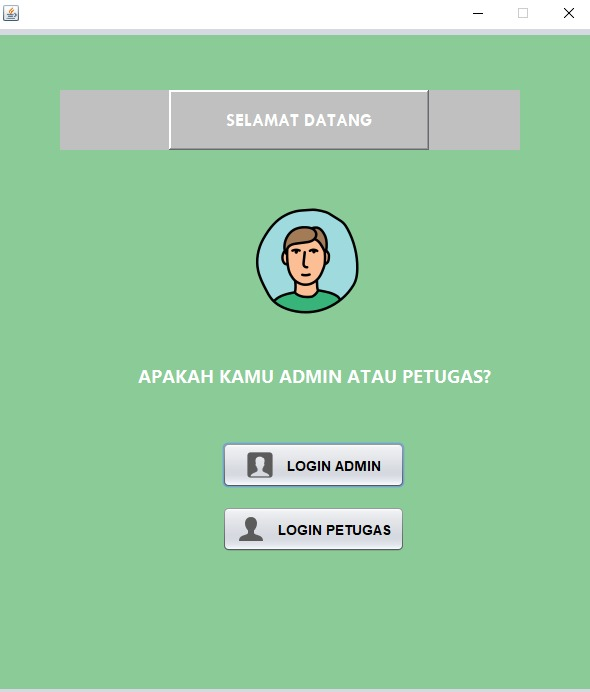 SELAMAT DATANG
APAKAH KAMU ADMIN ATAU PETUGAS?
LOGIN ADMIN
LOGIN PETUGAS